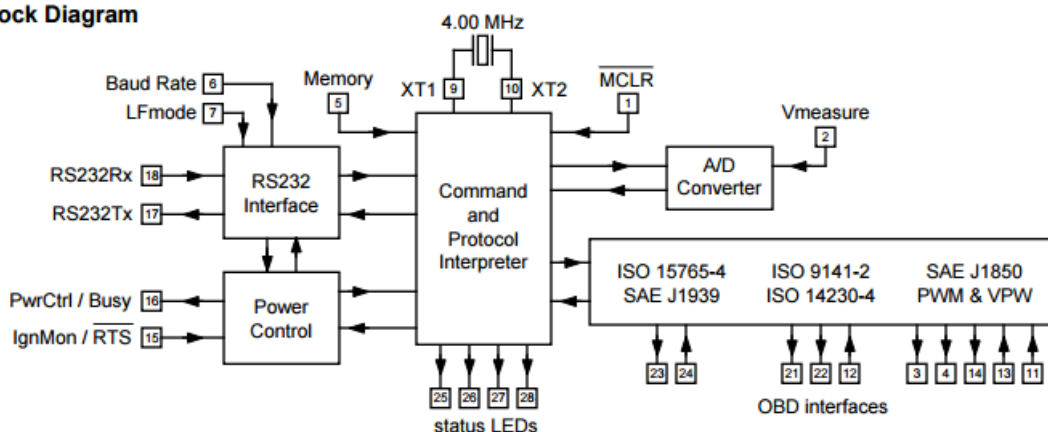 ock Diagram
4.00 MHz
Baud Rate 6
LFmode 7
Memory
5
XT1 9
10 XT2
MCLR
1
Vmeasure
2
RS232Rx 18
RS232Tx 17
RS232
Interface
Command
and
Protocol
Interpreter
A/D
Converter
PwrCtrl / Busy 16
IgnMon / RTS 15
Power
Control
ISO 15765-4
SAE J1939
ISO 9141-2
ISO 14230-4
SAE J1850
PWM & VPW
23 24
21 22 12
3 4 14 13 11
OBD interfaces
25 26 27 28
status LEDs